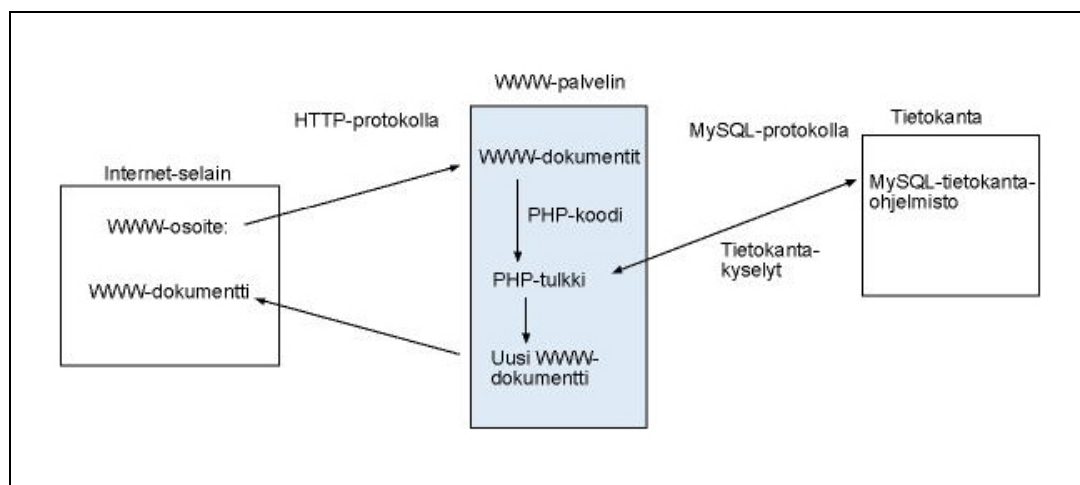 WWW-palvelin
HTTP-protokolla
MySQL-protokolla
Tietokanta
Internet-selain
WWW-osoite:
WWW-dokumentti
WWW-dokumentit
PHP-koodi
PHP-tulkki
Uusi WWW-
dokumentti
Tietokanta-
kyselyt
MySQL-tietokanta-
ohjelmisto